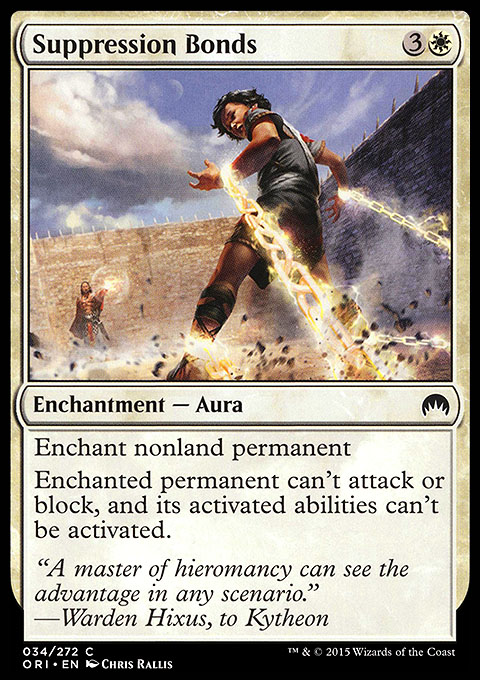 Suppression Bonds 3
Enchantment — Aura
Enchant nonland permanent
Enchanted permanent can't attack or
block, and its activated abilities can't
be activated.
“A master of hieromancy can see the
advantage in any scenario.”
—Warden Hixus, to Kytheon
034/272 C
ORI • EN Chris Rallis
™ & © 2015 Wizards of the Coast